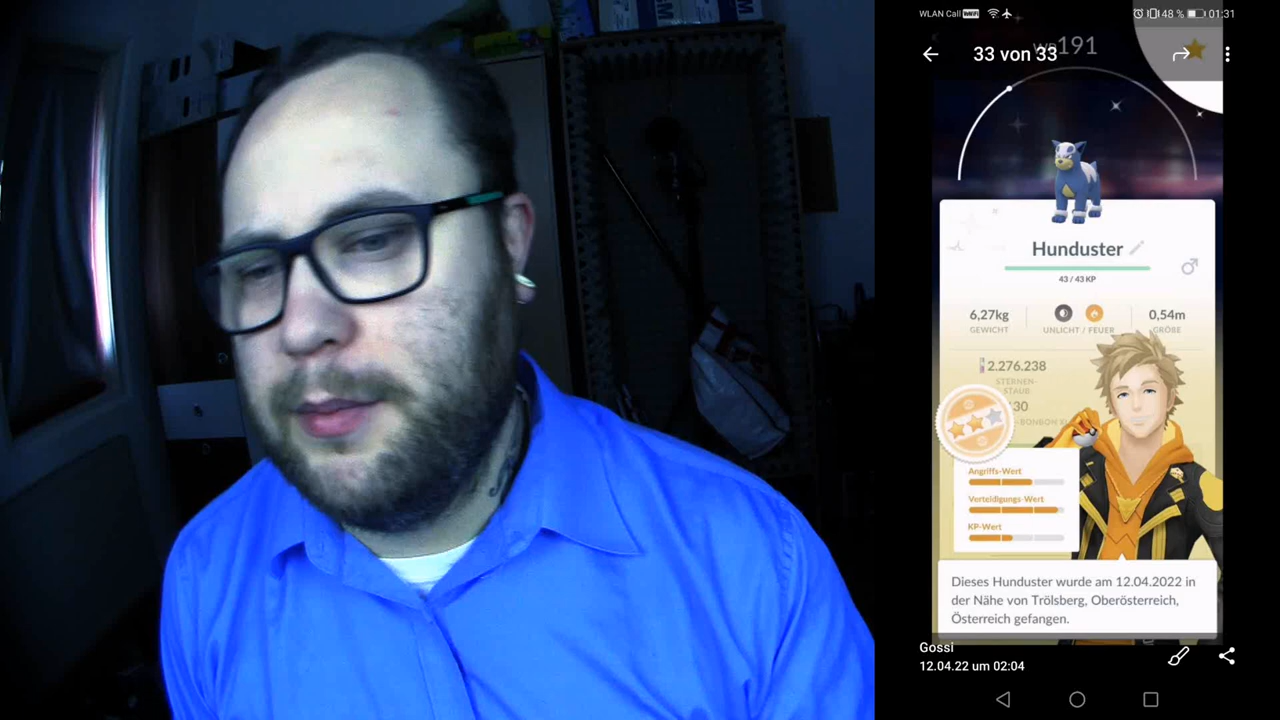 WLAN Call VoWiFi 48 % 01:31
33 von 33
191
Hunduster
43 / 43 KP
6,27kg
GEWICHT
UNLICHT / FEUER
0,54m
GRÖßE
2.276.238
STERNEN-
STAUB
Angriffs-Wert
Verteidigungs-Wert
KP-Wert
Dieses Hunduster wurde am 12.04.2022 in
der Nähe von Trölsberg, Oberösterreich,
Österreich gefangen.
Gossi
12.04.22 um 02:04